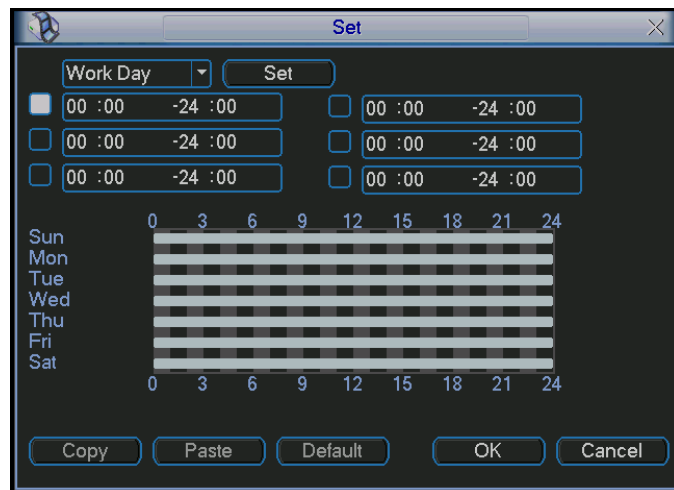 Set
Work Day Set
00 :00 -24 :00 00 :00 -24 :00
00 :00 -24 :00 00 :00 -24 :00
00 :00 -24 :00 00 :00 -24 :00
0 3 6 9 12 15 18 21 24
Sun
Mon
Tue
Wed
Thu
Fri
Sat
0 3 6 9 12 15 18 21 24
Copy Paste Default OK Cancel